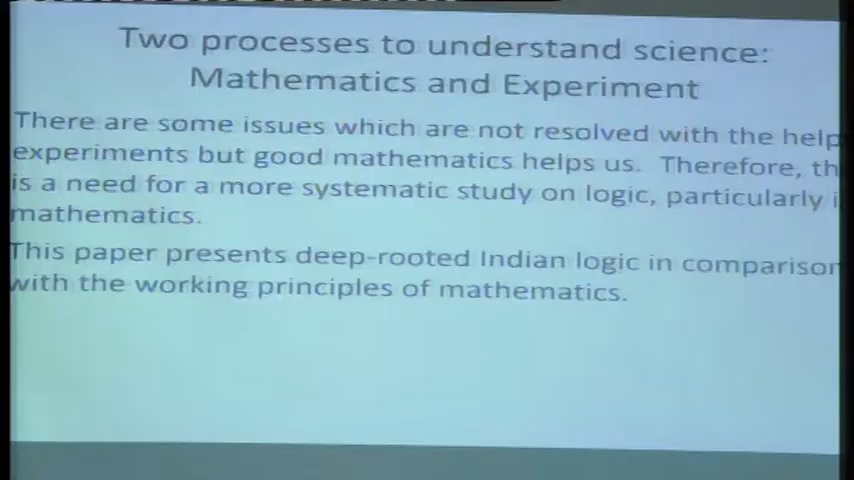 Two processes to understand science:
Mathematics and Experiment
There are some issues which are not resolved with the help
experiments but good mathematics helps us. Therefore,
is a need for a more systematic study on logic, particularly
mathematics.
This paper presents deep-rooted Indian logic in comparison
with the working principles of mathematics.